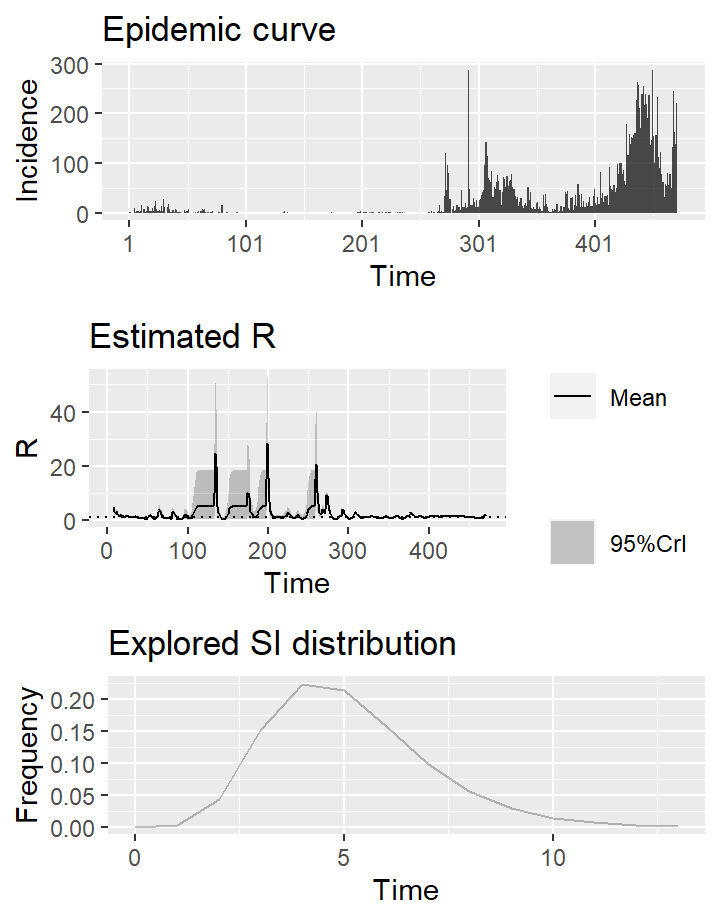 Epidemic curve
Incidence
300
200
100
0
1 101 201 301 401
Time
Estimated R
R
40
20
0
0 100 200 300 400
Time
Mean
95%CrI
Explored SI distribution
Frequency
0.20
0.15
0.10
0.05
0.00
0 5 10
Time